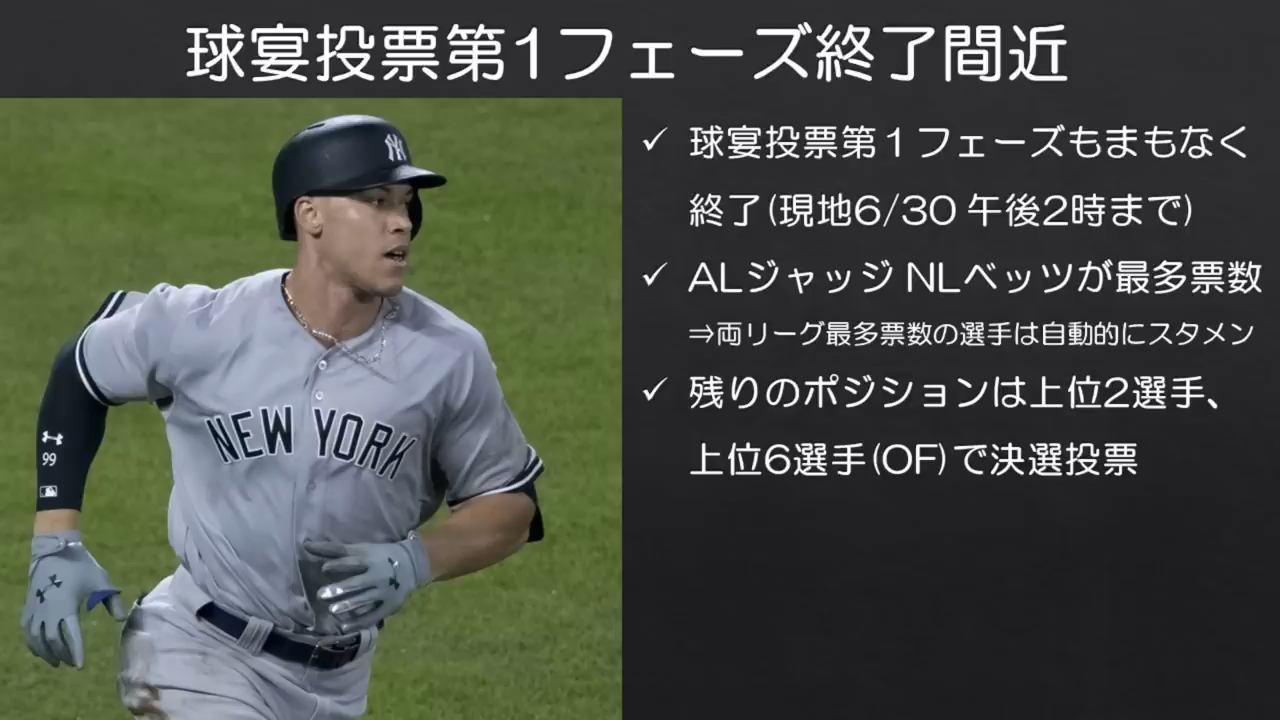 球宴投票第1フェーズ終了間近
✓ 球宴投票第１フェーズもまもなく
終了(現地6/30 午後2時まで)
✓ ALジャッジ NLベッツが最多票数
⇒両リーグ最多票数の選手は自動的にスタメン
✓ 残りのポジションは上位2選手、
上位6選手(OF)で決選投票
NY
NEW YORK
99